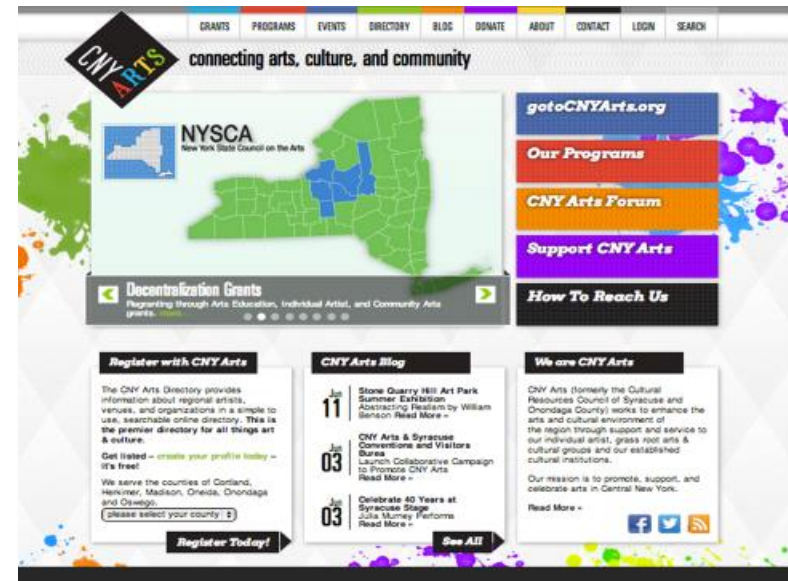 GRANTS PROGRAMS EVENTS DIRECTORY BLOG DONATE ABOUT CONTACT LOGIN SEARCH
CNY ARTS
connecting arts, culture, and community
NYSCA
New York State Council on the Arts
Decentralization Grants
Regranting through Arts Education, Individual Artist, and Community Arts
grants. more
gotoCNYArts.org
Our Programs
CNY Arts Forum
Support CNY Arts
How To Reach Us
Register with CNY Arts
The CNY Arts Directory provides
information about regional artists,
venues, and organizations in a simple to
use, searchable online directory. This is
the premier directory for all things art
& culture.
Get listed – create your profile today –
it's free!
We serve the counties of Cortland,
Herkimer, Madison, Oneida, Onondaga
and Oswego.
please select your county
Register Today!
CNY Arts Blog
Jun
11
Stone Quarry Hill Art Park
Summer Exhibition
Abstracting Realism by William
Benson Read More »
Jun
03
CNY Arts & Syracuse
Conventions and Visitors
Burea
Launch Collaborative Campaign
to Promote CNY Arts
Read More »
Jun
03
Celebrate 40 Years at
Syracuse Stage
Julia Murney Performs
Read More »
See All
We are CNY Arts
CNY Arts (formerly the Cultural
Resources Council of Syracuse and
Onondaga County) works to enhance the
arts and cultural environment of
the region through support and service to
our individual artist, grass root arts &
cultural groups and our established
cultural institutions.
Our mission is to promote, support, and
celebrate arts in Central New York.
Read More »